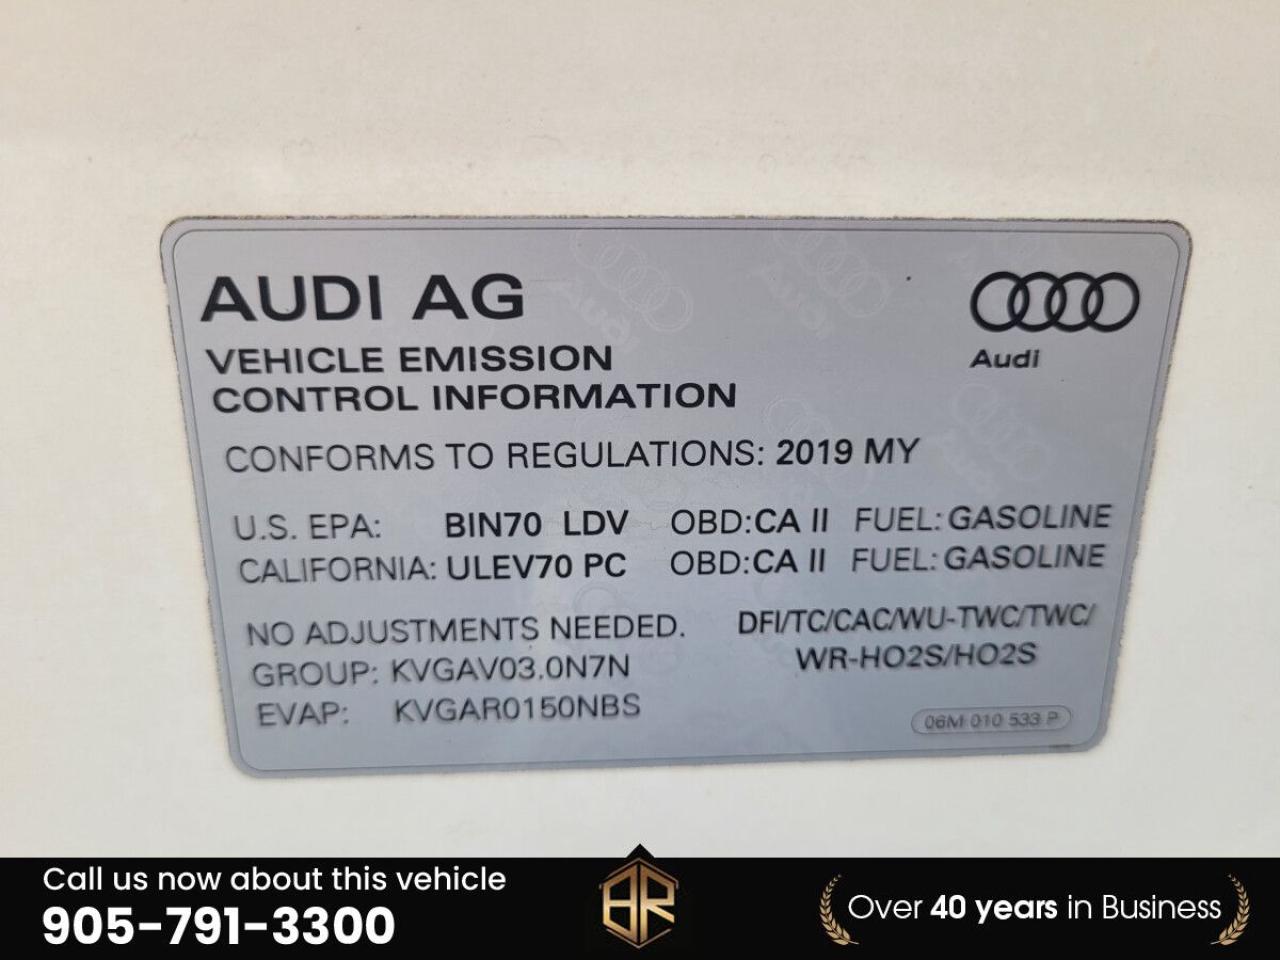 AUDI AG
Audi
VEHICLE EMISSION
CONTROL INFORMATION
CONFORMS TO REGULATIONS: 2019 MY
U.S. EPA: BIN70 LDV OBD:CA II FUEL:GASOLINE
CALIFORNIA: ULEV70 PC OBD:CA II FUEL:GASOLINE
NO ADJUSTMENTS NEEDED. DFI/TC/CAC/WU-TWC/TWC/
GROUP: KVGAV03.0N7N WR-HO2S/HO2S
EVAP: KVGAR0150NBS
06M 010 533 P
Call us now about this vehicle
905-791-3300
BR
Over 40 years in Business